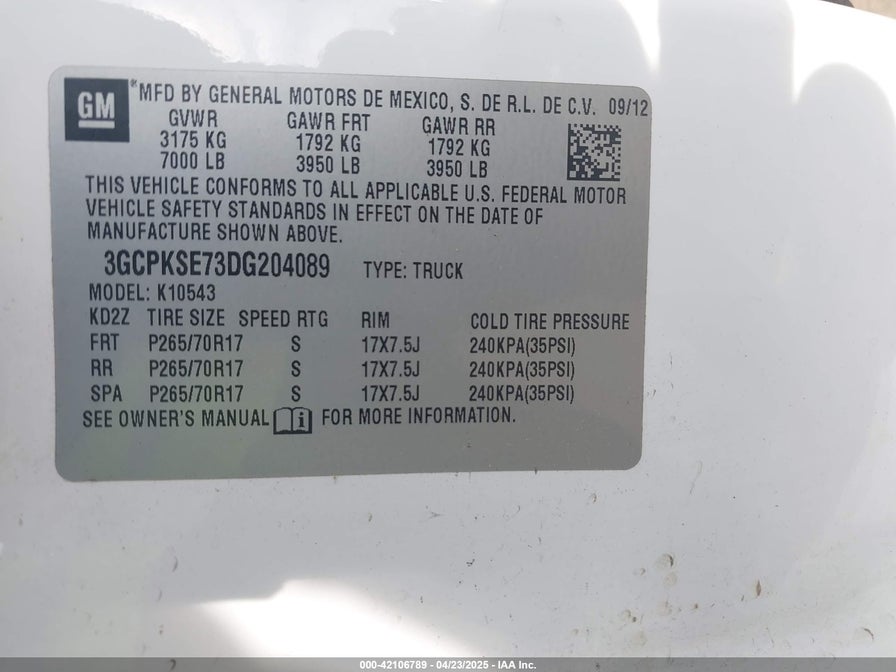 GM
*MFD BY GENERAL MOTORS DE MEXICO, S. DE R.L. DE C.V. 09/12
GVWR GAWR FRT GAWR RR
3175 KG 1792 KG 1792 KG
7000 LB 3950 LB 3950 LB
THIS VEHICLE CONFORMS TO ALL APPLICABLE U.S. FEDERAL MOTOR
VEHICLE SAFETY STANDARDS IN EFFECT ON THE DATE OF
MANUFACTURE SHOWN ABOVE.
3GCPKSE73DG204089 TYPE: TRUCK
MODEL: K10543
KD2Z TIRE SIZE SPEED RTG RIM COLD TIRE PRESSURE
FRT P265/70R17 S 17X7.5J 240KPA(35PSI)
RR P265/70R17 S 17X7.5J 240KPA(35PSI)
SPA P265/70R17 S 17X7.5J 240KPA(35PSI)
SEE OWNER'S MANUAL i FOR MORE INFORMATION.
000-42106789 - 04/23/2025 - IAA Inc.